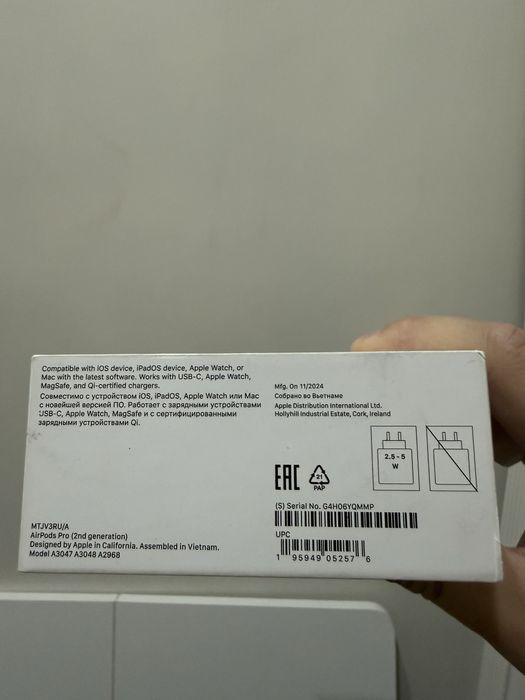 Compatible with iOS device, iPadOS device, Apple Watch, or
Mac with the latest software. Works with USB-C, Apple Watch,
MagSafe, and Qi-certified chargers.
Совместимо с устройством iOS, iPadOS, Apple Watch или Mac
с новейшей версией ПО. Работает с зарядными устройствами
USB-C, Apple Watch, MagSafe и с сертифицированными
зарядными устройствами Qi.
Mfg. On 11/2024
Собрано во Вьетнаме
Apple Distribution International Ltd.
Hollyhill Industrial Estate, Cork, Ireland
2.5 - 5
W
EAC
21
PAP
(S) Serial No. G4H06YQMMP
UPC
1 95949 05257 6
MTJV3RU/A
AirPods Pro (2nd generation)
Designed by Apple in California. Assembled in Vietnam.
Model A3047 A3048 A2968